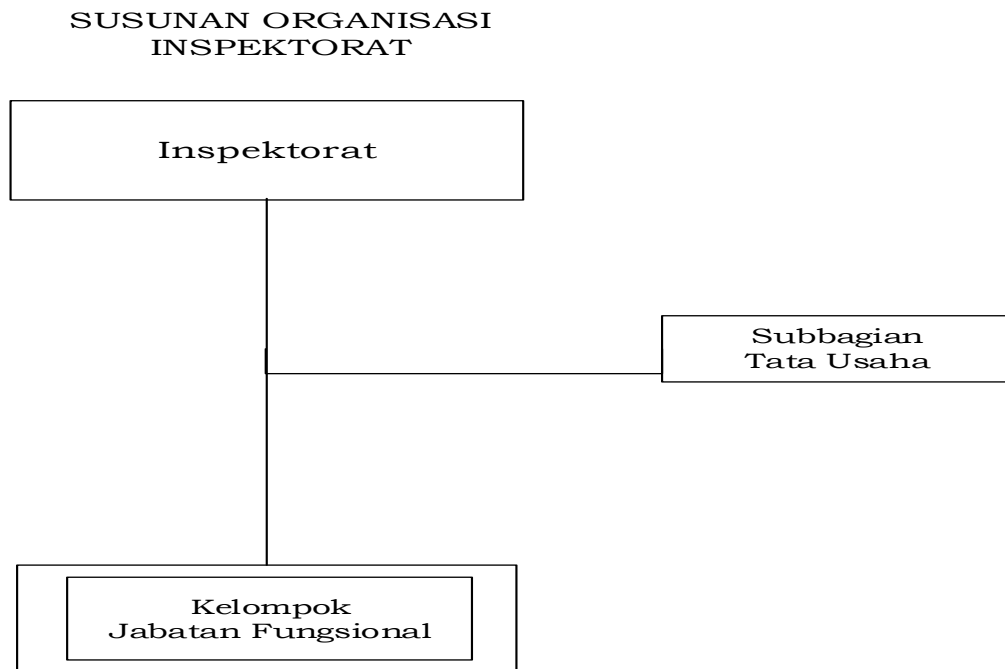 SUSUNAN ORGANISASI
INSPEKTORAT
Inspektorat
Subbagian
Tata Usaha
Kelompok
Jabatan Fungsional